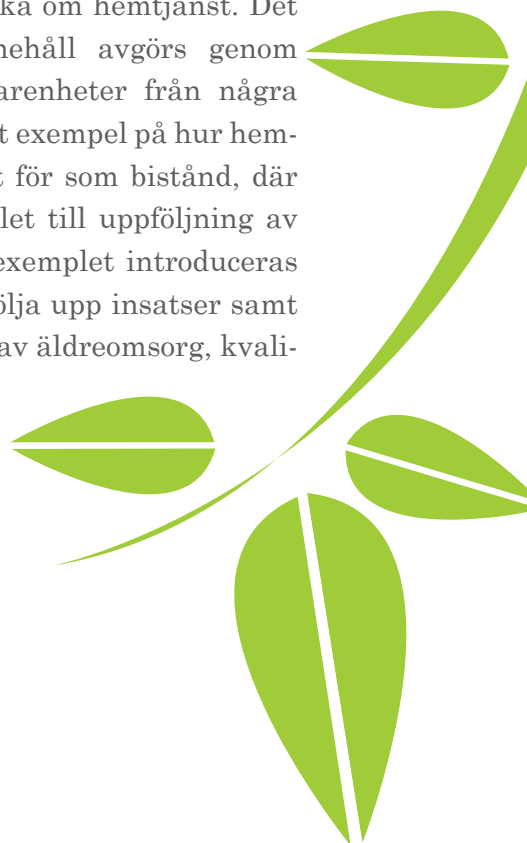 ka om hemtjänst. Det
nehåll avgörs genom
arenheter från några
t exempel på hur hem-
t för som bistånd, där
let till uppföljning av
exemplet introduceras
ölja upp insatser samt
av äldreomsorg, kvali-